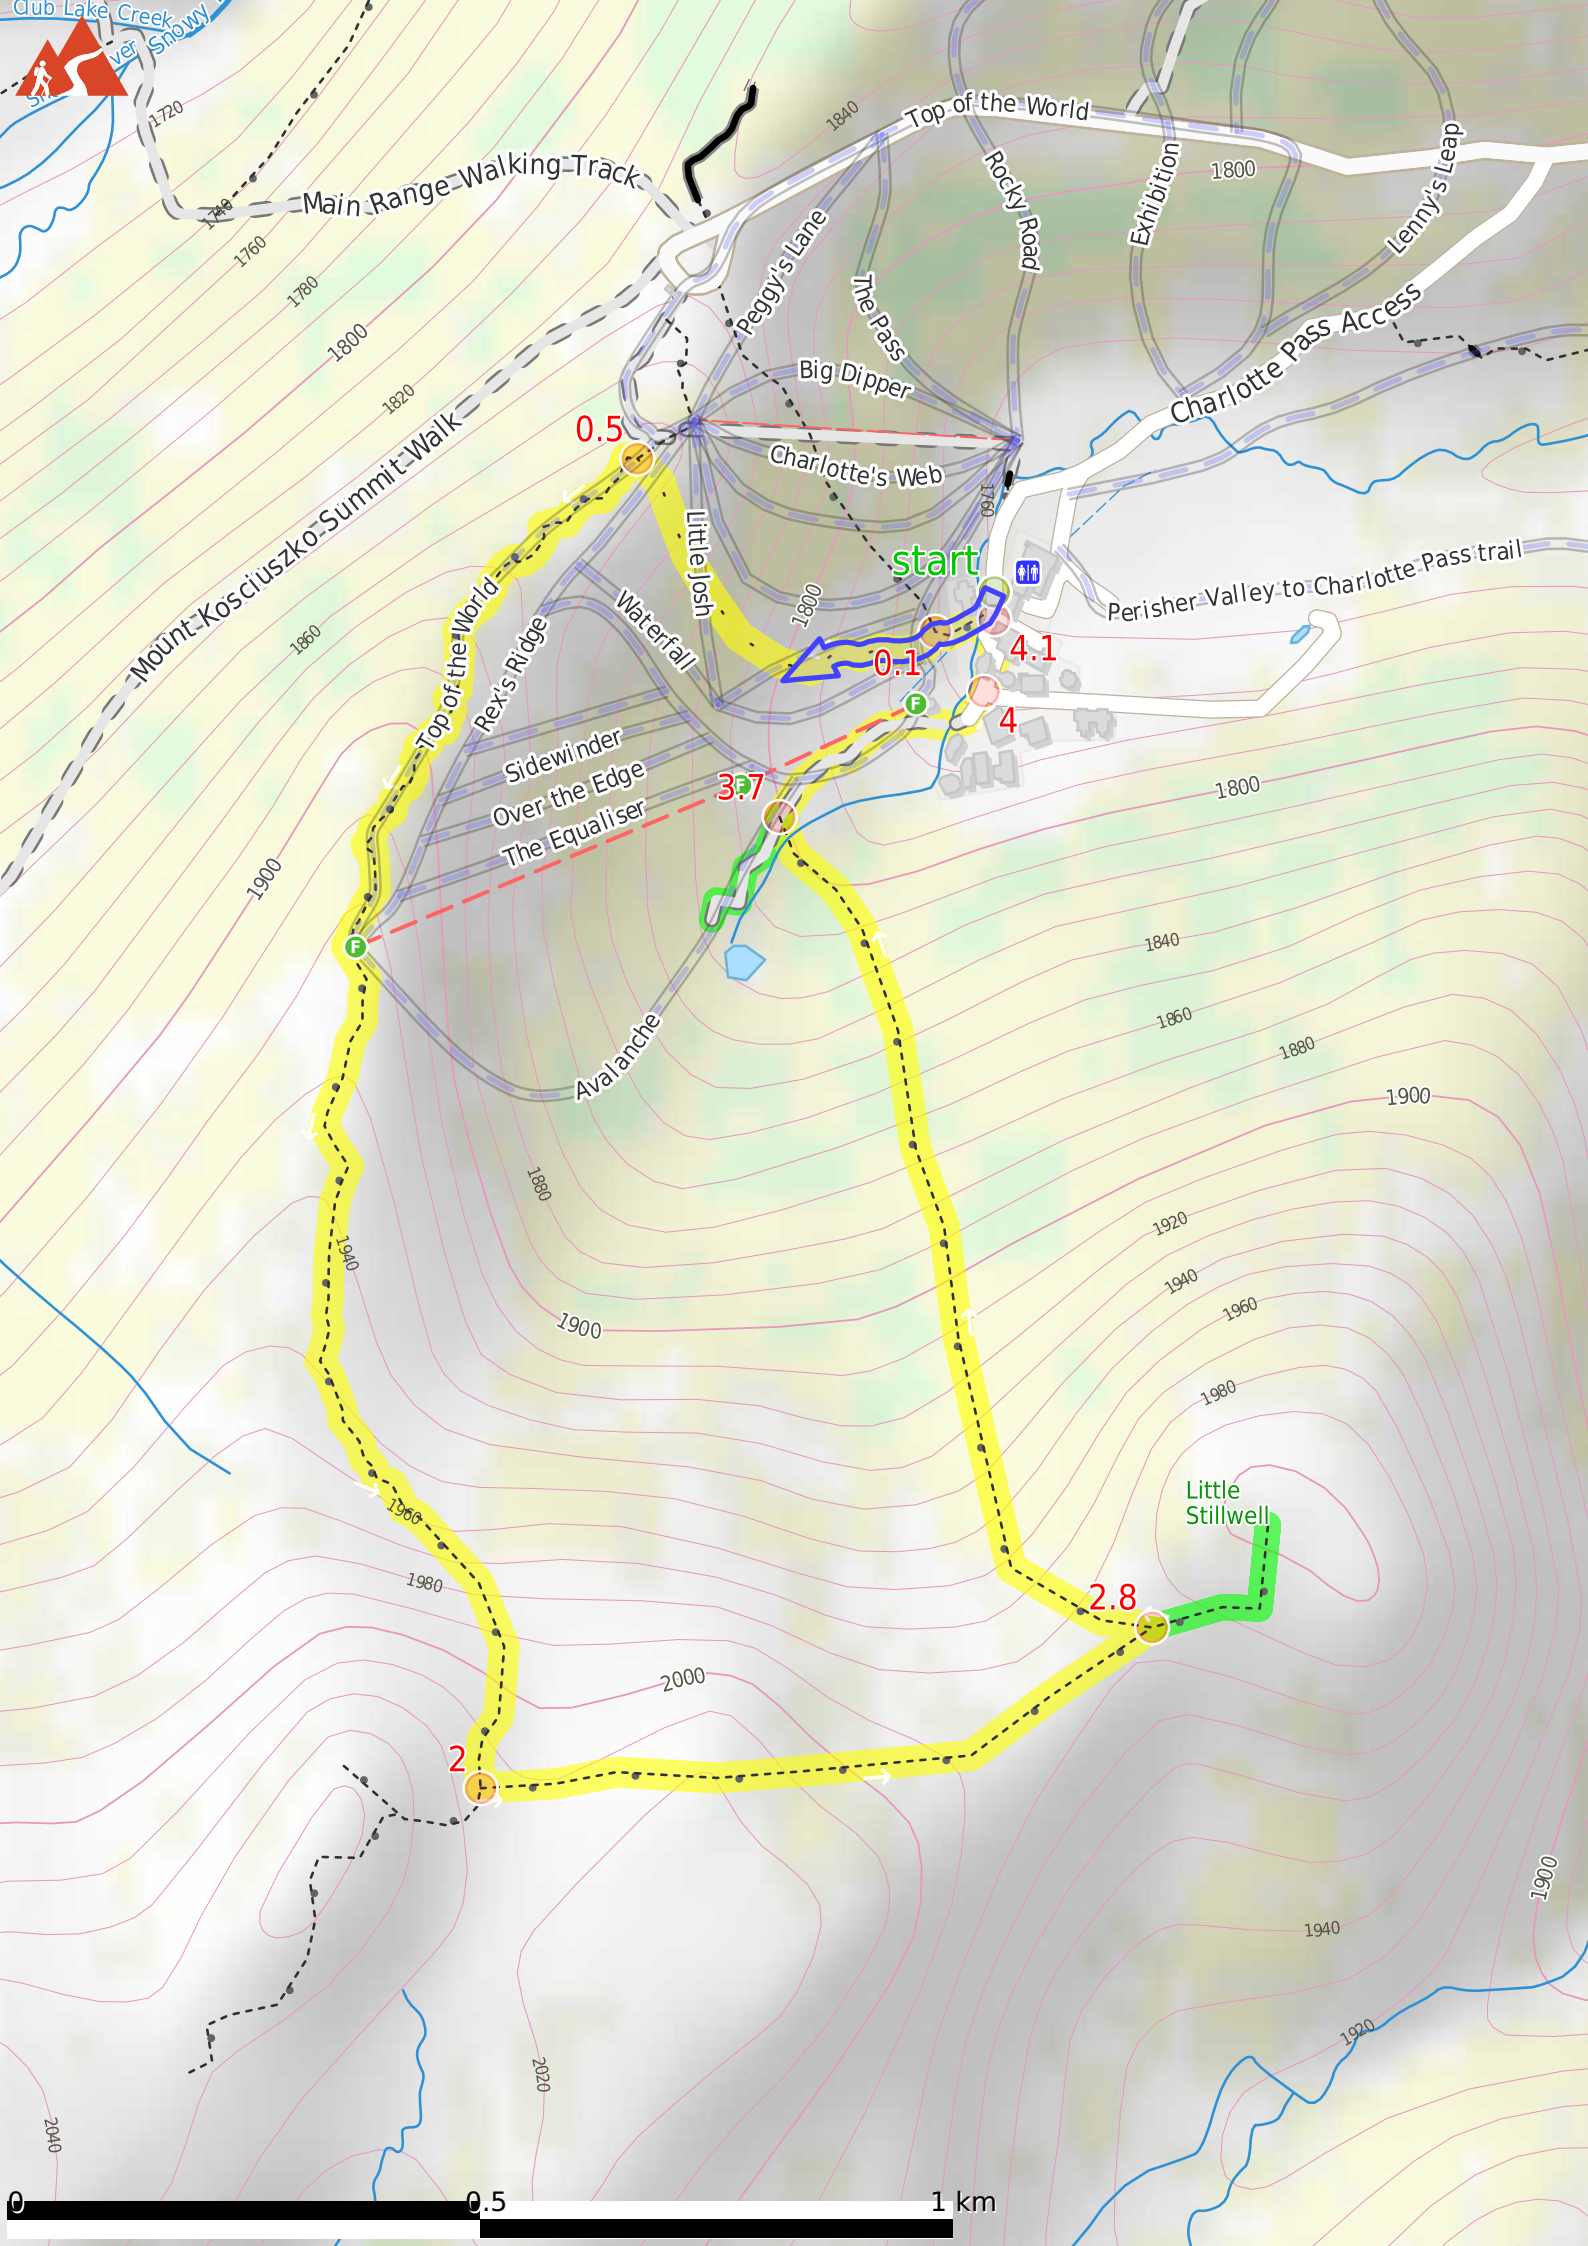 Club Lake Creek
Snowy
1720
Main Range Walking Track
1740
1760
1780
1800
1820
1840
Top of the World
1800
Rocky Road
Exhibition
Lenny's Leap
Peggy's Lane
The Pass
Big Dipper
Charlotte Pass Access
0.5
Mount Kosciuszko Summit Walk
Charlotte's Web
1760
Little Josh
start
1800
Perisher Valley to Charlotte Pass trail
1860
Top of the World
Rex's Ridge
Waterfall
0.1
4.1
F
4
Sidewinder
Over the Edge
The Equaliser
3.7
F
1800
1900
F
1840
1860
1880
Avalanche
1900
1880
1920
1940
1940
1960
1900
1980
Little
Stillwell
1960
1980
2.8
2000
2
1900
1940
1920
2020
2040
0
0.5
1 km